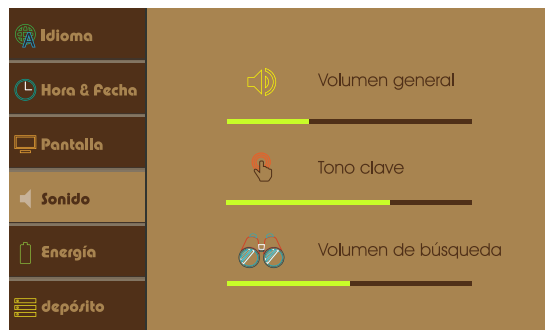 Idioma
Hora & Fecha
Pantalla
Sonido
Energía
depósito
Volumen general
Tono clave
Volumen de búsqueda